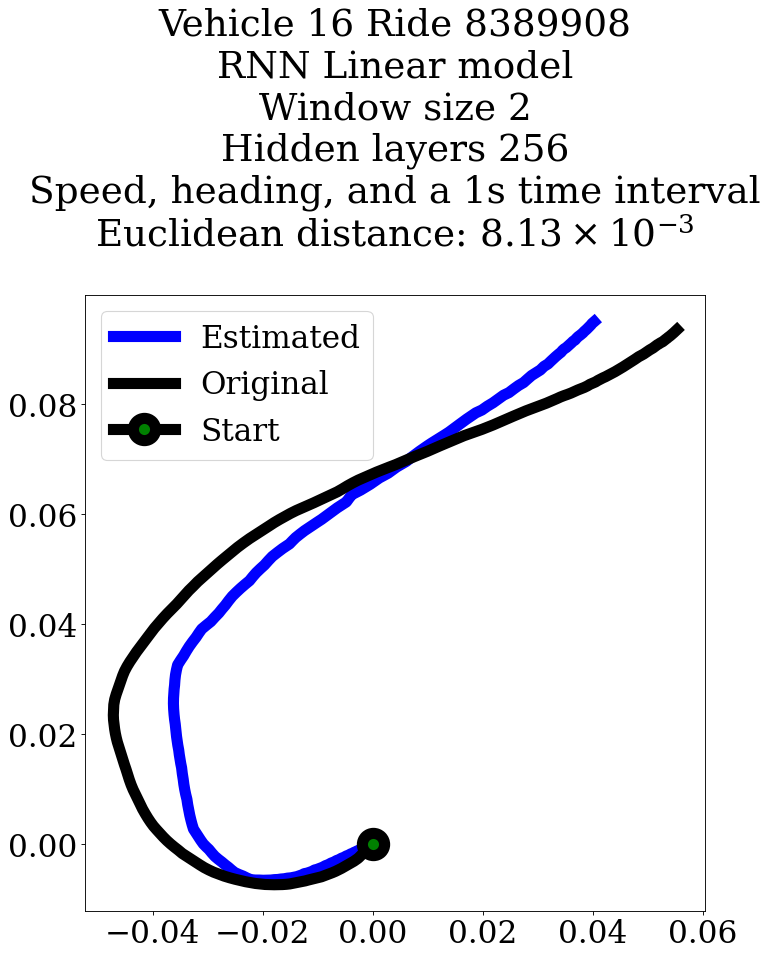 Vehicle 16 Ride 8389908
RNN Linear model
Window size 2
Hidden layers 256
Speed, heading, and a 1s time interval
Euclidean distance: 8.13 × 10⁻³
Estimated
Original
Start
0.08
0.06
0.04
0.02
0.00
−0.04 −0.02 0.00 0.02 0.04 0.06